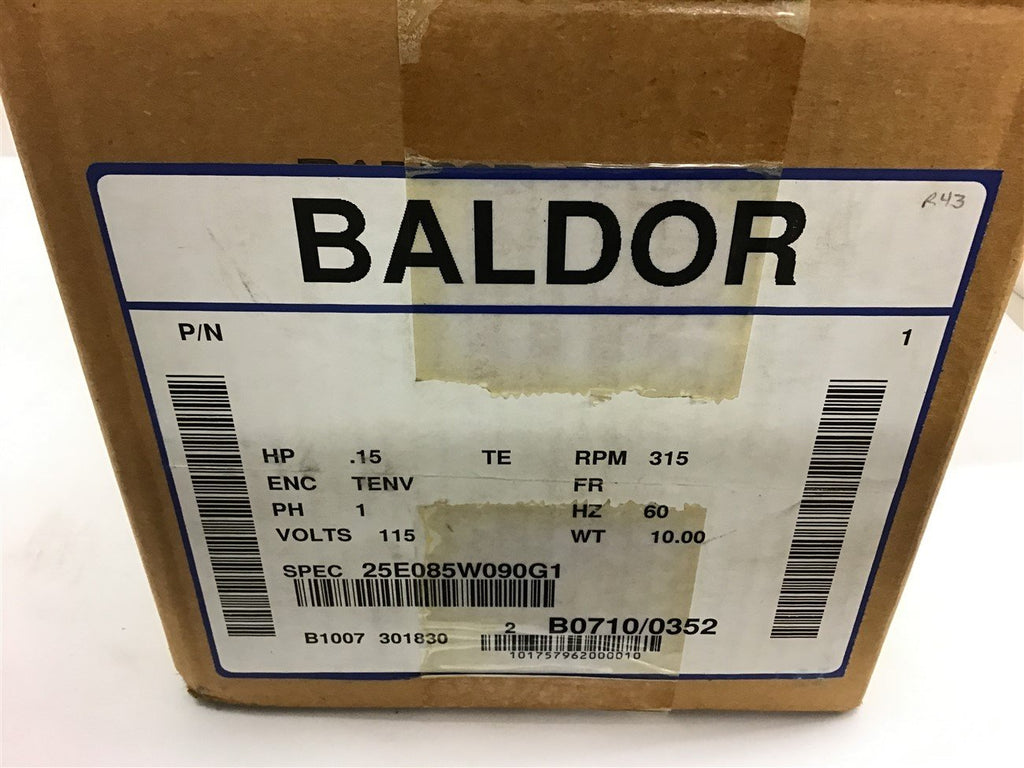 BALDOR
R43
P/N 1
HP .15 TE RPM 315
ENC TENV FR
PH 1 HZ 60
VOLTS 115 WT 10.00
SPEC 25E085W090G1
B1007 301830 2 B0710/0352
101757962000010